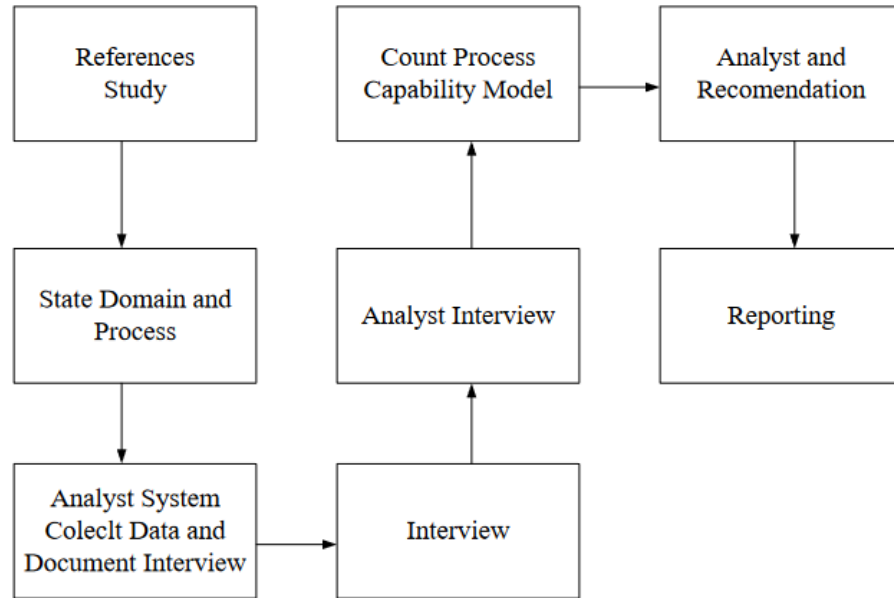 References
Study
State Domain and
Process
Analyst System
Coleclt Data and
Document Interview
Interview
Analyst Interview
Count Process
Capability Model
Analyst and
Recomendation
Reporting